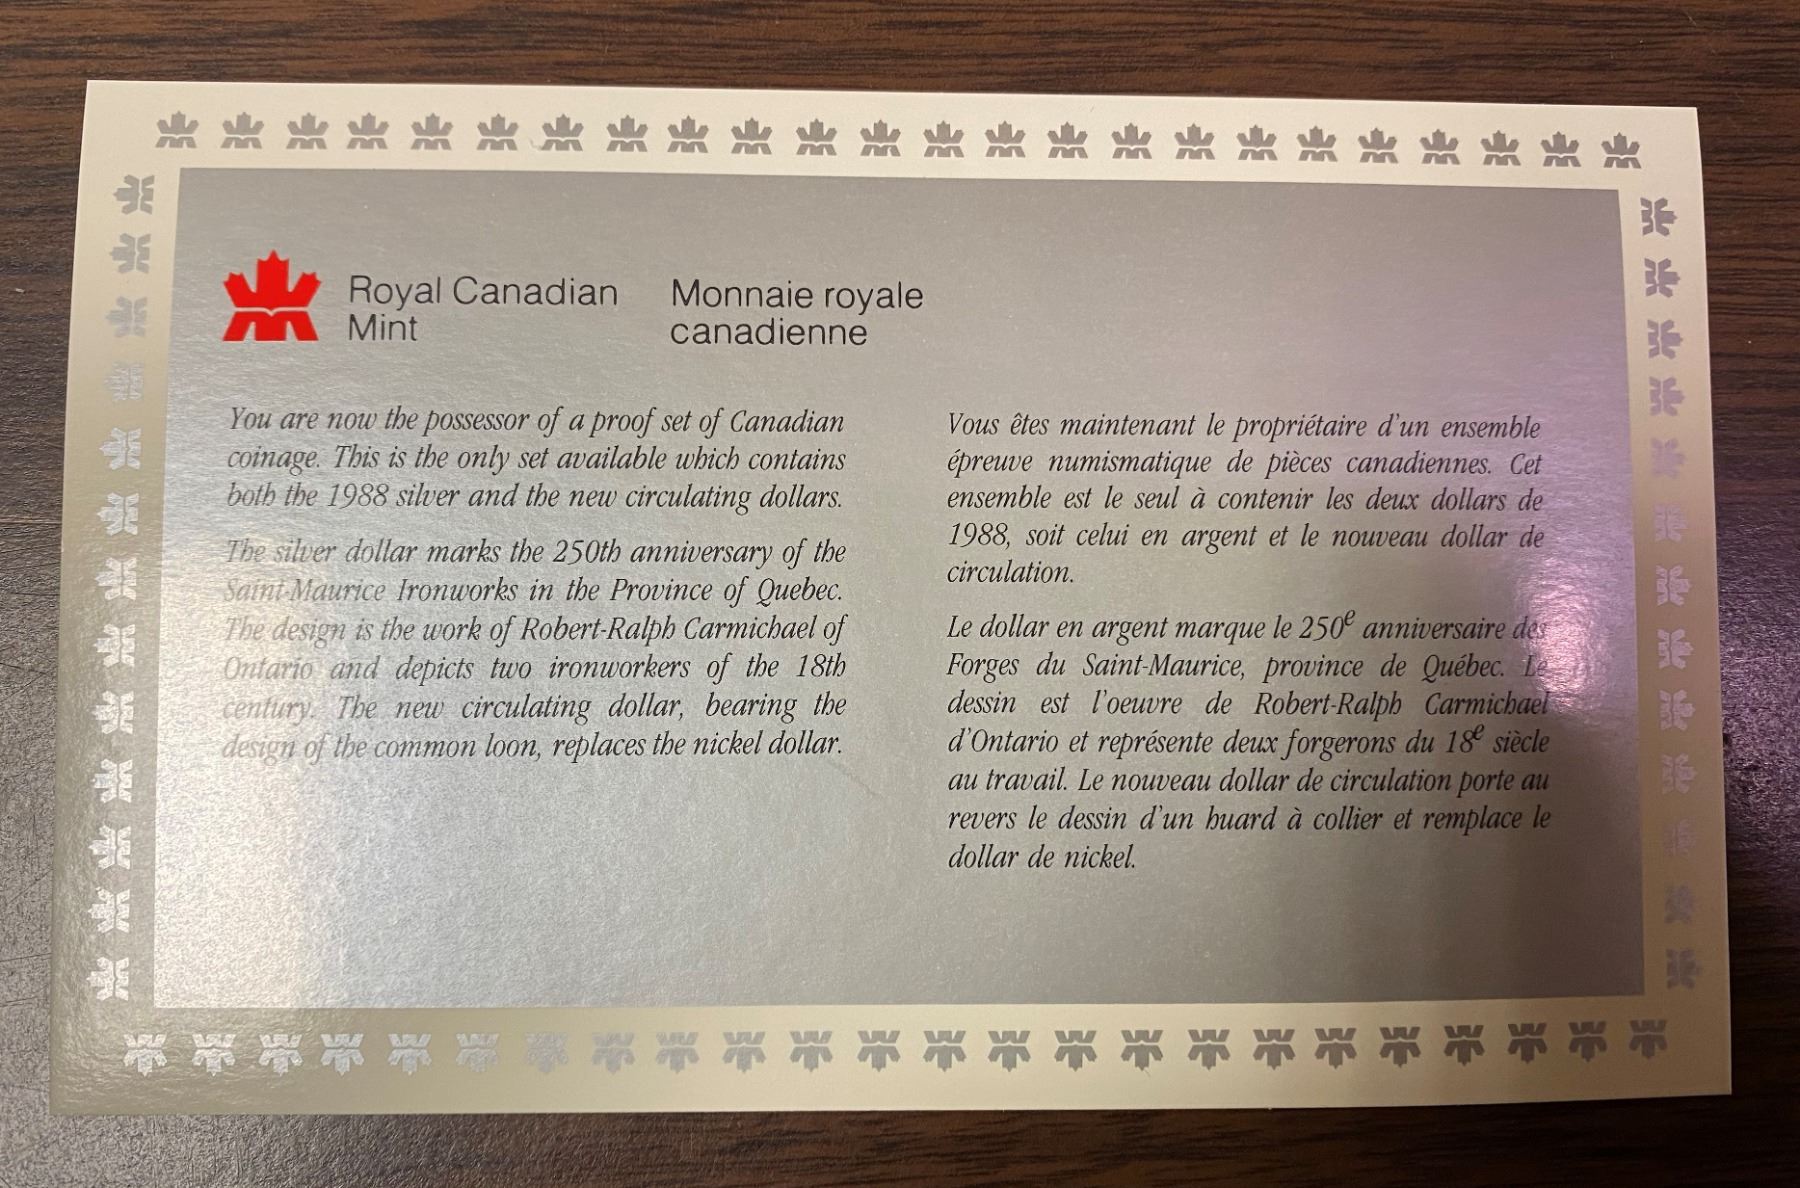 Royal Canadian
Mint
Monnaie royale
canadienne
You are now the possessor of a proof set of Canadian
coinage. This is the only set available which contains
both the 1988 silver and the new circulating dollars.
The silver dollar marks the 250th anniversary of the
Saint-Maurice Ironworks in the Province of Quebec.
The design is the work of Robert-Ralph Carmichael of
Ontario and depicts two ironworkers of the 18th
century. The new circulating dollar, bearing the
design of the common loon, replaces the nickel dollar.
Vous êtes maintenant le propriétaire d'un ensemble
épreuve numismatique de pièces canadiennes. Cet
ensemble est le seul à contenir les deux dollars de
1988, soit celui en argent et le nouveau dollar de
circulation.
Le dollar en argent marque le 250e anniversaire des
Forges du Saint-Maurice, province de Québec. Le
dessin est l'oeuvre de Robert-Ralph Carmichael
d'Ontario et représente deux forgerons du 18e siècle
au travail. Le nouveau dollar de circulation porte au
revers le dessin d'un huard à collier et remplace le
dollar de nickel.